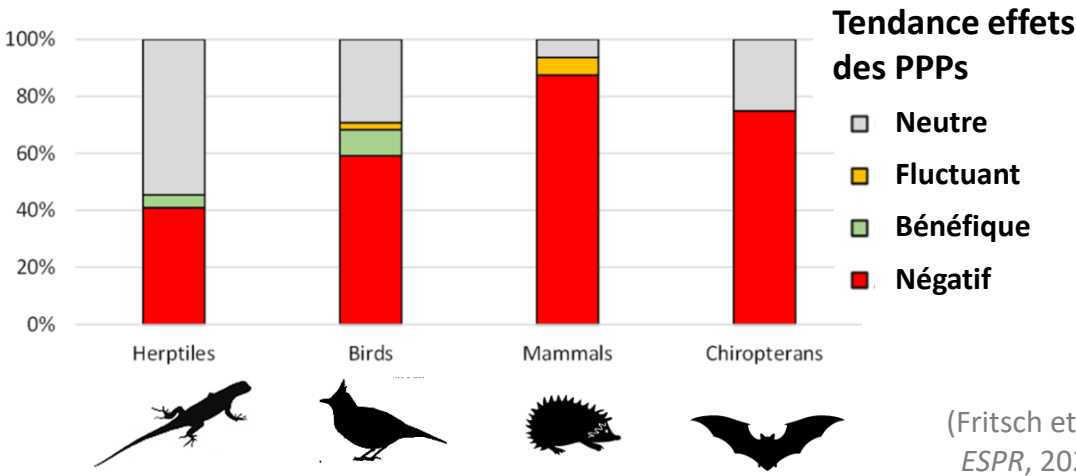 Tendance effets
des PPPs
Neutre
Fluctuant
Bénéfique
Négatif
100%
80%
60%
40%
20%
0%
Herptiles Birds Mammals Chiropterans
(Fritsch et
ESPR,